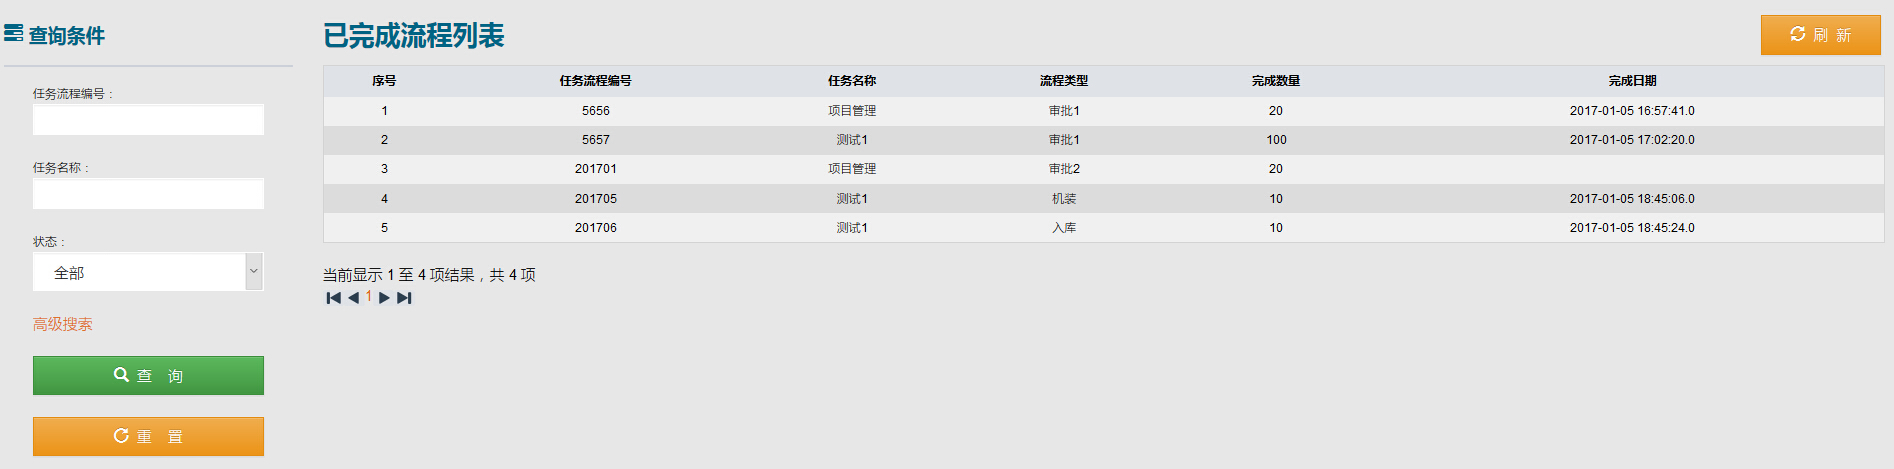 查询条件
任务流程编号：
任务名称：
状态：
全部
高级搜索
查 询
重 置
已完成流程列表
刷 新
序号 任务流程编号 任务名称 流程类型 完成数量 完成日期
1 5656 项目管理 审批1 20 2017-01-05 16:57:41.0
2 5657 测试1 审批1 100 2017-01-05 17:02:20.0
3 201701 项目管理 审批2 20
4 201705 测试1 机装 10 2017-01-05 18:45:06.0
5 201706 测试1 入库 10 2017-01-05 18:45:24.0
当前显示 1 至 4 项结果，共 4 项
1